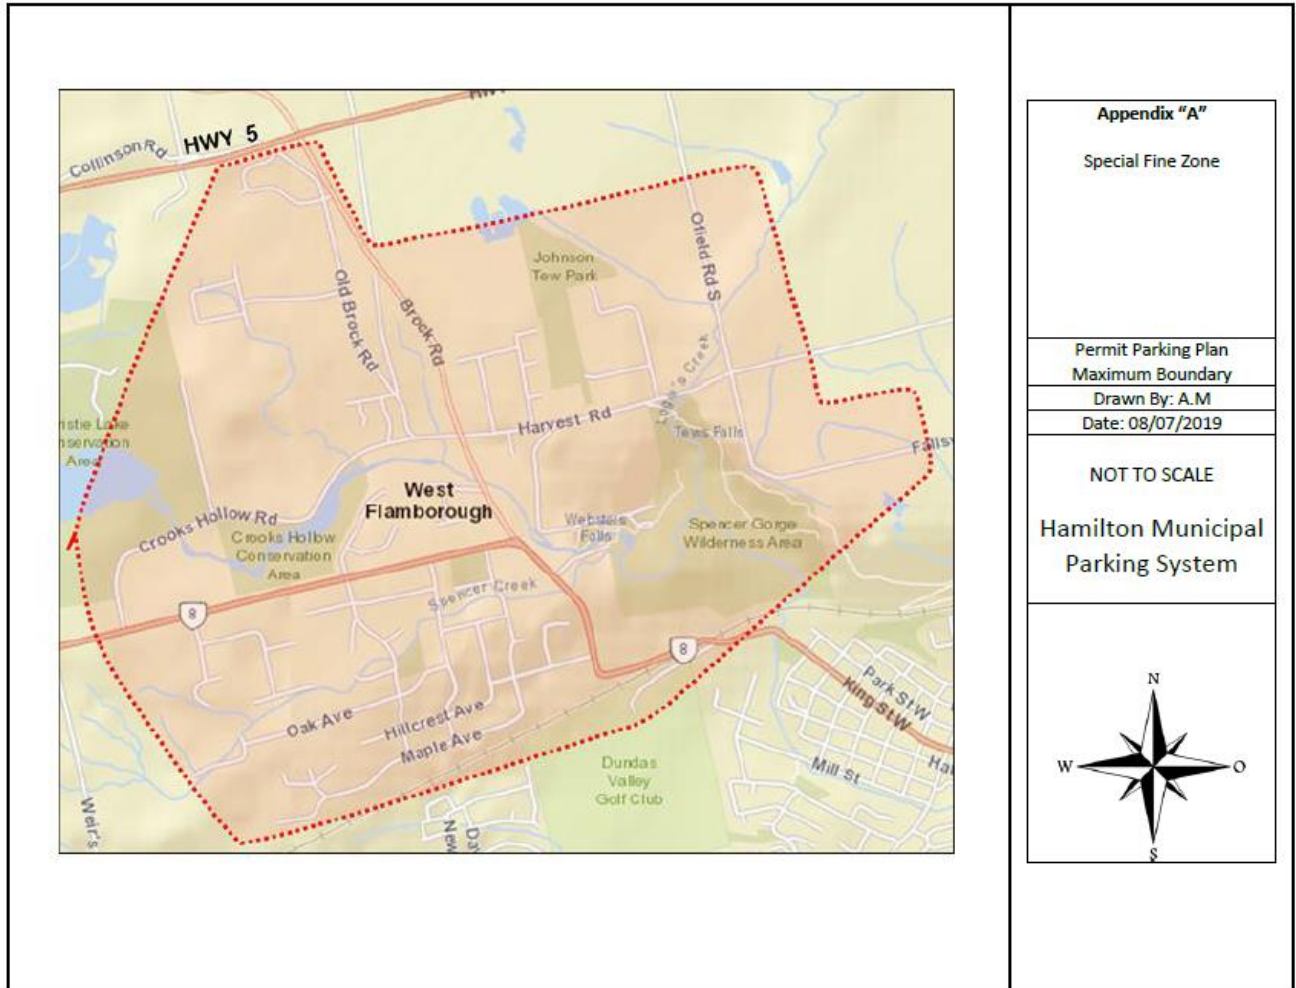 HWY 5
Collinson Rd
Old Brock Rd
Brock Rd
Johnson
Tew Park
Ofield Rd S
Logie's Creek
Harvest Rd
Tews Falls
Crooks Hollow Rd
Crooks Hollow
Conservation
Area
West
Flamborough
Websters
Falls
Spencer Gorge
Wilderness Area
Spencer Creek
8
8
Oak Ave
Hillcrest Ave
Maple Ave
Park St W
King St W
Mill St
Dundas
Valley
Golf Club
Weir's
New
Appendix “A”
Special Fine Zone
Permit Parking Plan
Maximum Boundary
Drawn By: A.M
Date: 08/07/2019
NOT TO SCALE
Hamilton Municipal
Parking System
N
W O
S